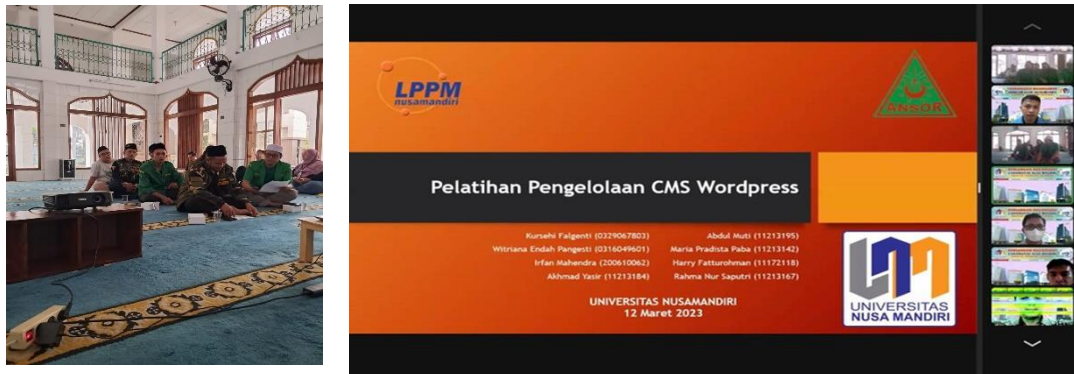 LPPM
nusamandiri
ANSOR
Pelatihan Pengelolaan CMS Wordpress
Kursehi Falgenti (0329067803)
Abdul Muti (11213195)
Witriana Endah Pangesti (0316049601)
Maria Pradista Paba (11213142)
Irfan Mahendra (200610062)
Harry Fatturohman (11172118)
Akhmad Yasir (11213184)
Rahma Nur Saputri (11213167)
UNIVERSITAS NUSAMANDIRI
12 Maret 2023
UNIVERSITAS
NUSA MANDIRI